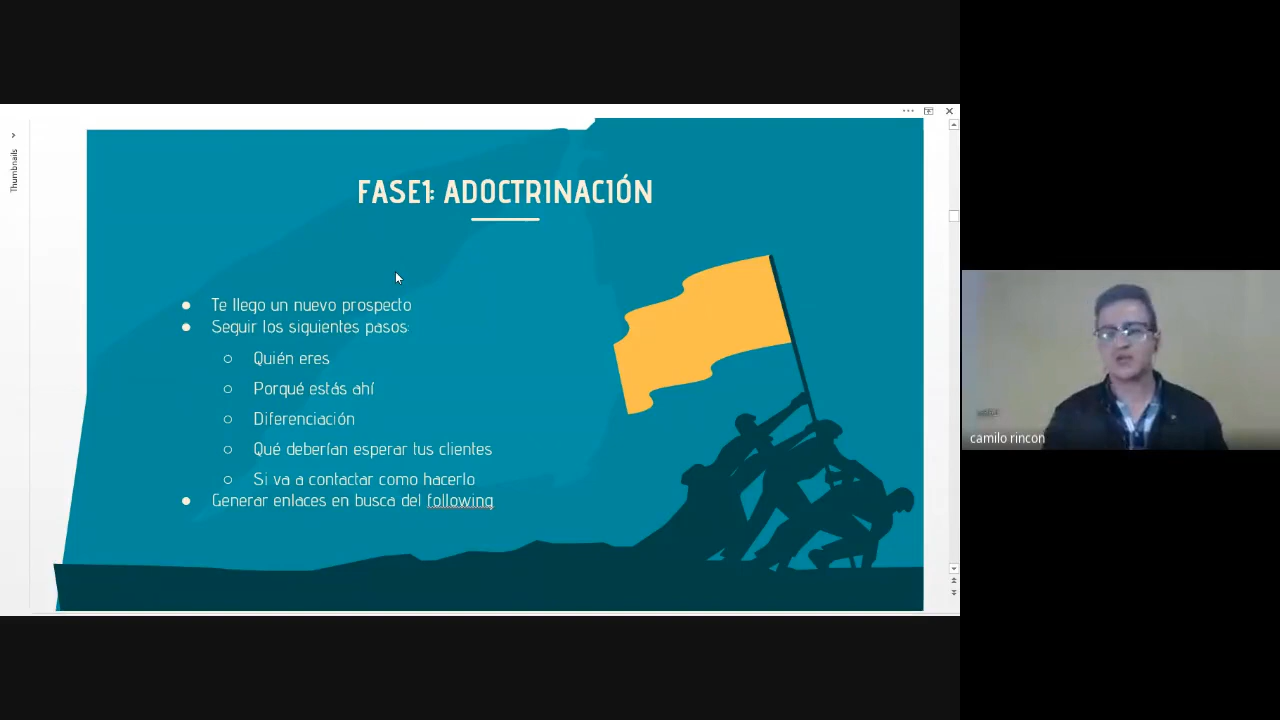 Thumbnails
FASE1: ADOCTRINACIÓN
Te llego un nuevo prospecto
Seguir los siguientes pasos:
Quién eres
Porqué estás ahí
Diferenciación
Qué deberían esperar tus clientes
Si va a contactar como hacerlo
Generar enlaces en busca del following
camilo rincon